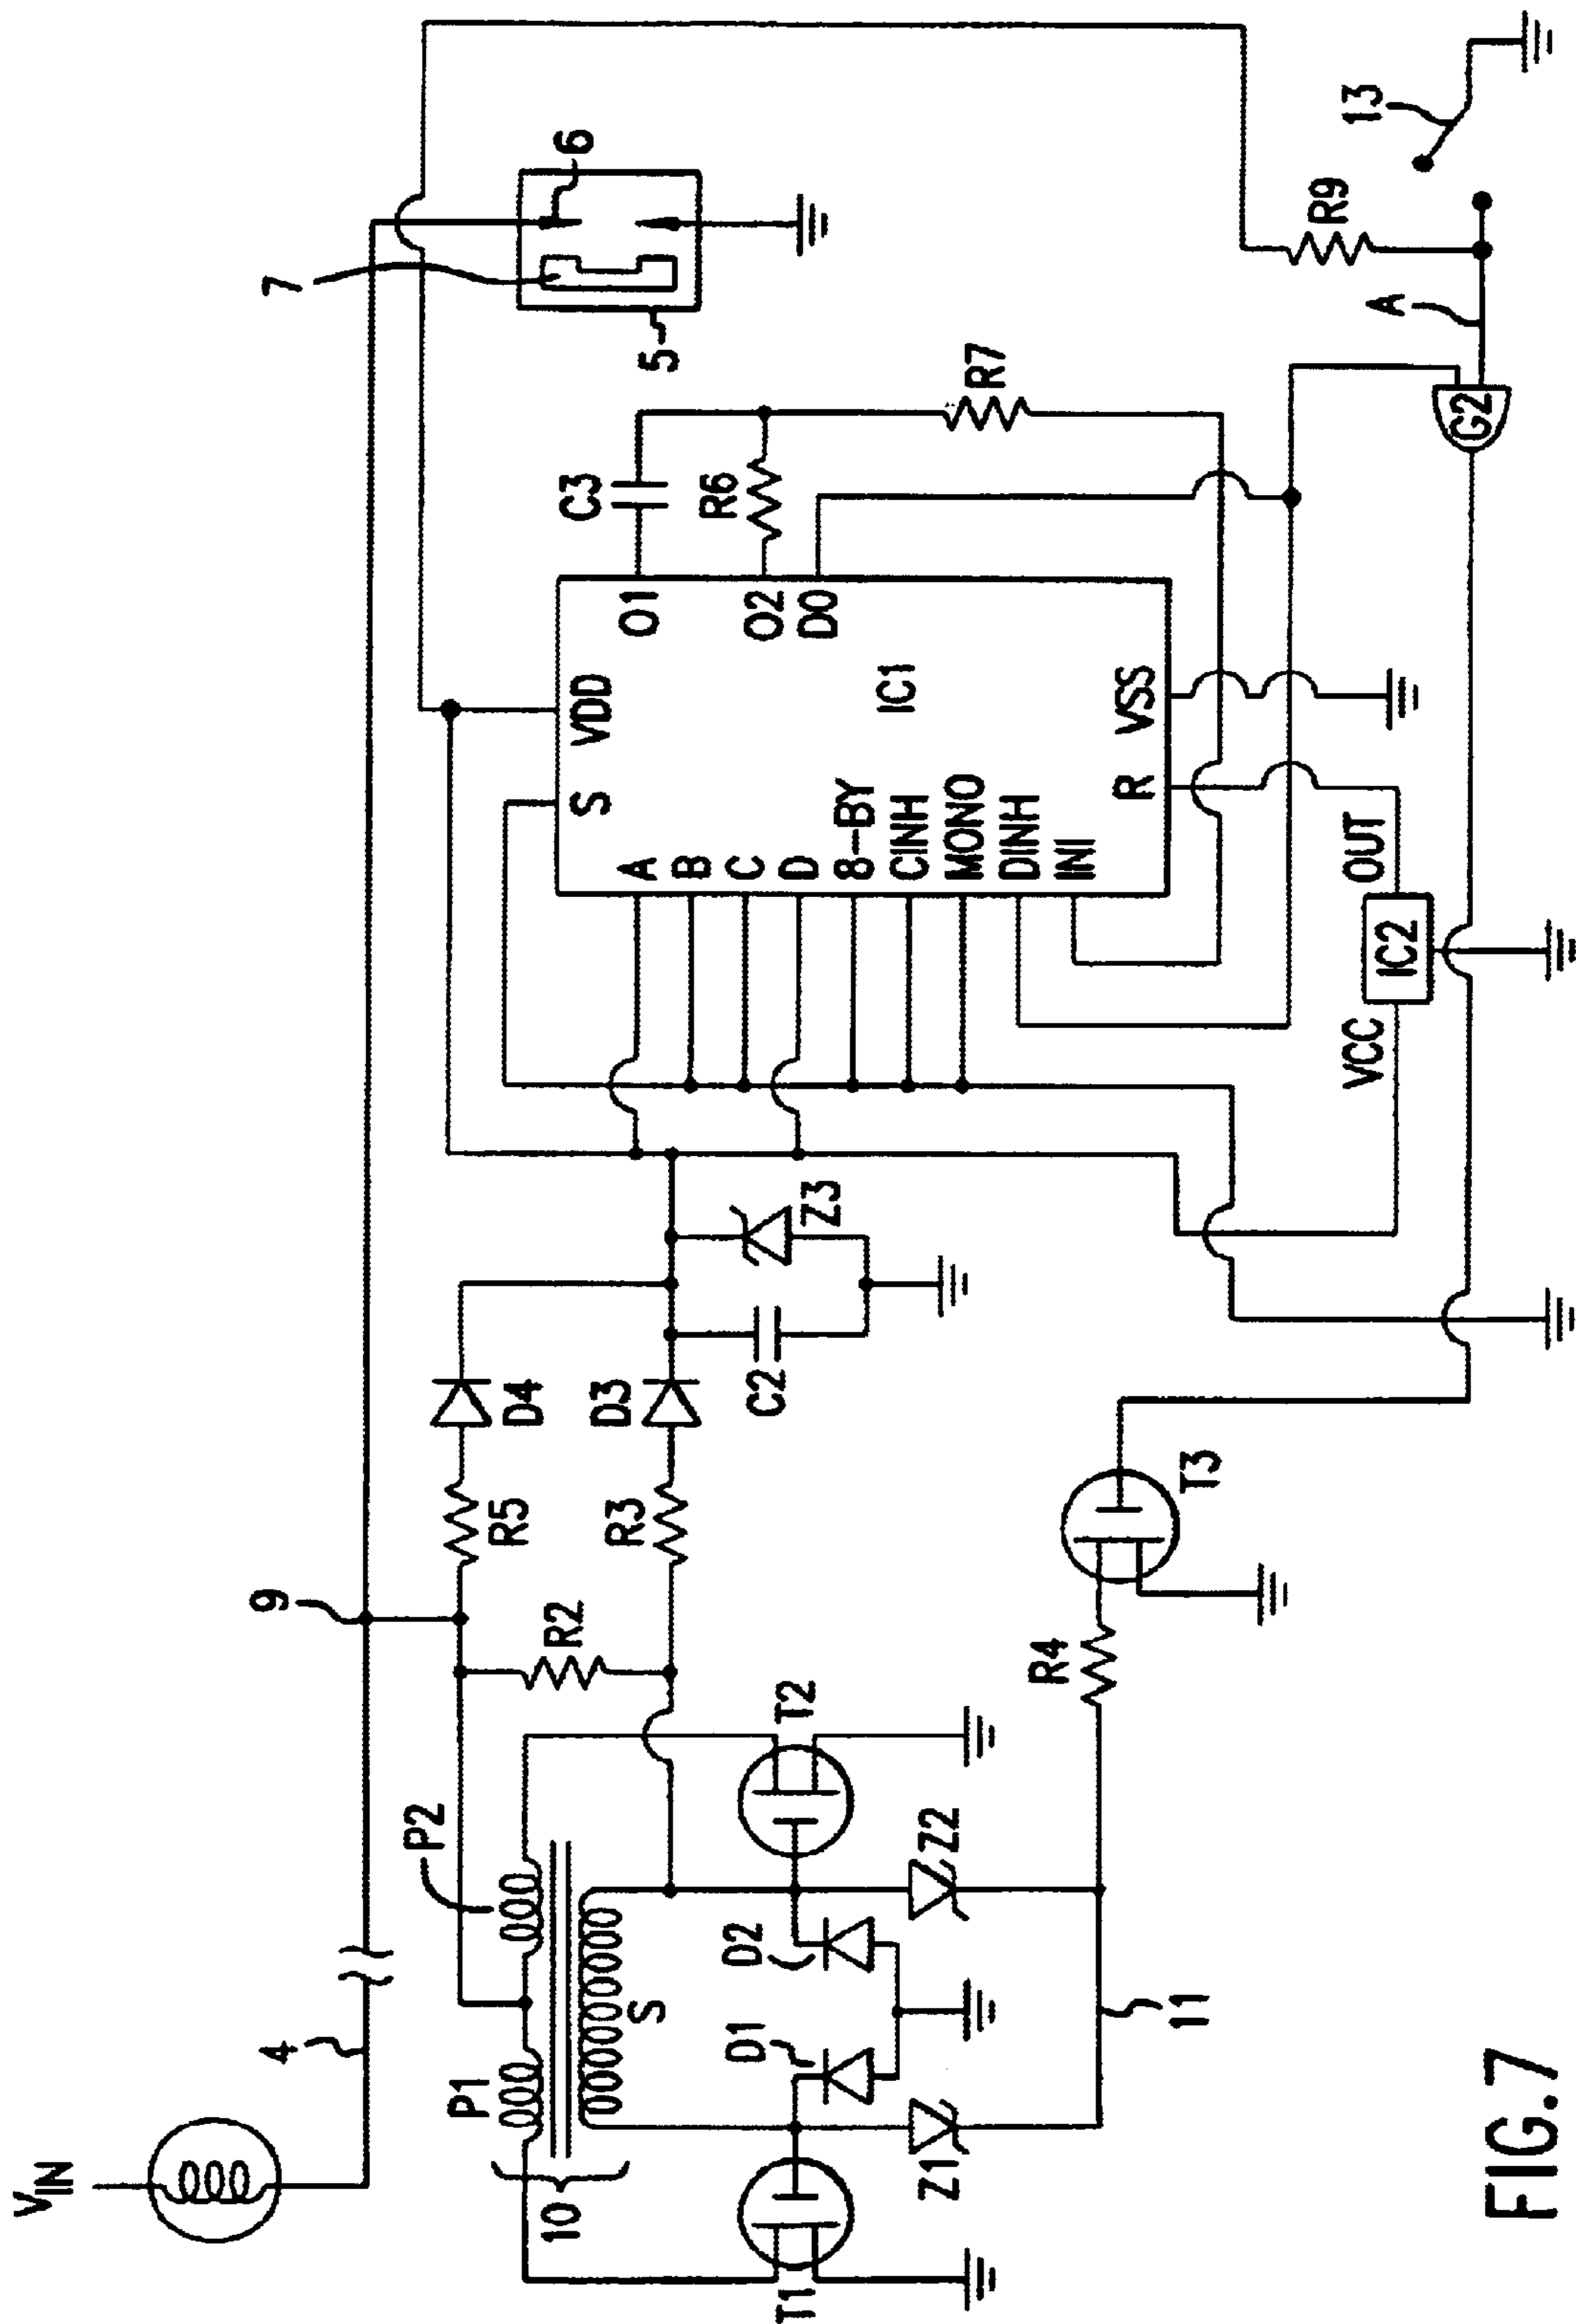 VIN
4
9
7
6
5
P1
P2
10
S
R2
R5
D4
R3
D3
C2
Z3
T1
D1
D2
T2
Z1
Z2
11
R4
T3
S
VDD
A
B
C
D
8-BY
CINH
MONO
DINH
INI
R
VSS
IC1
O1
O2
DO
C3
R6
R7
VCC
IC2
OUT
G2
A
R9
13
FIG.7